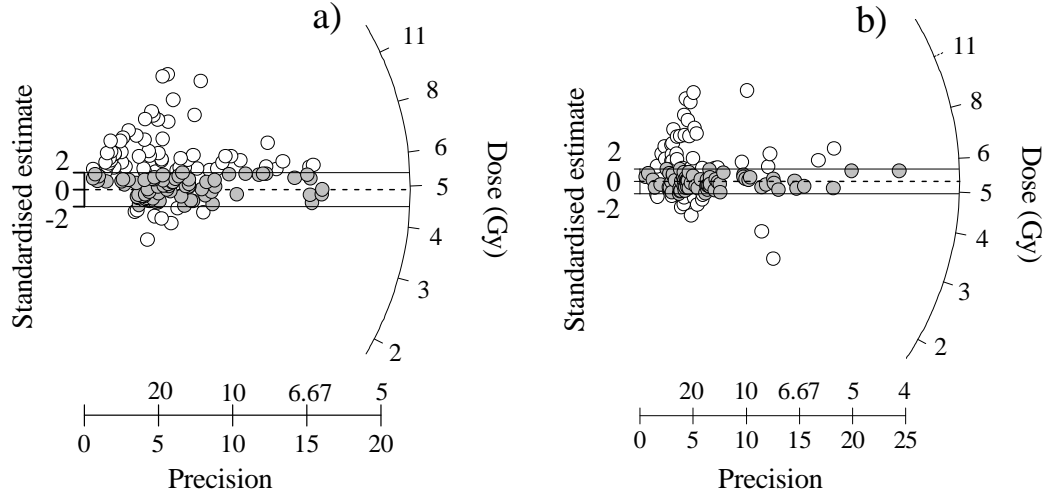 a)
Standardised estimate
2
0
-2
11
8
6
5
4
3
2
Dose (Gy)
20 10 6.67 5
0 5 10 15 20
Precision
b)
Standardised estimate
2
0
-2
11
8
6
5
4
3
2
Dose (Gy)
20 10 6.67 5 4
0 5 10 15 20 25
Precision